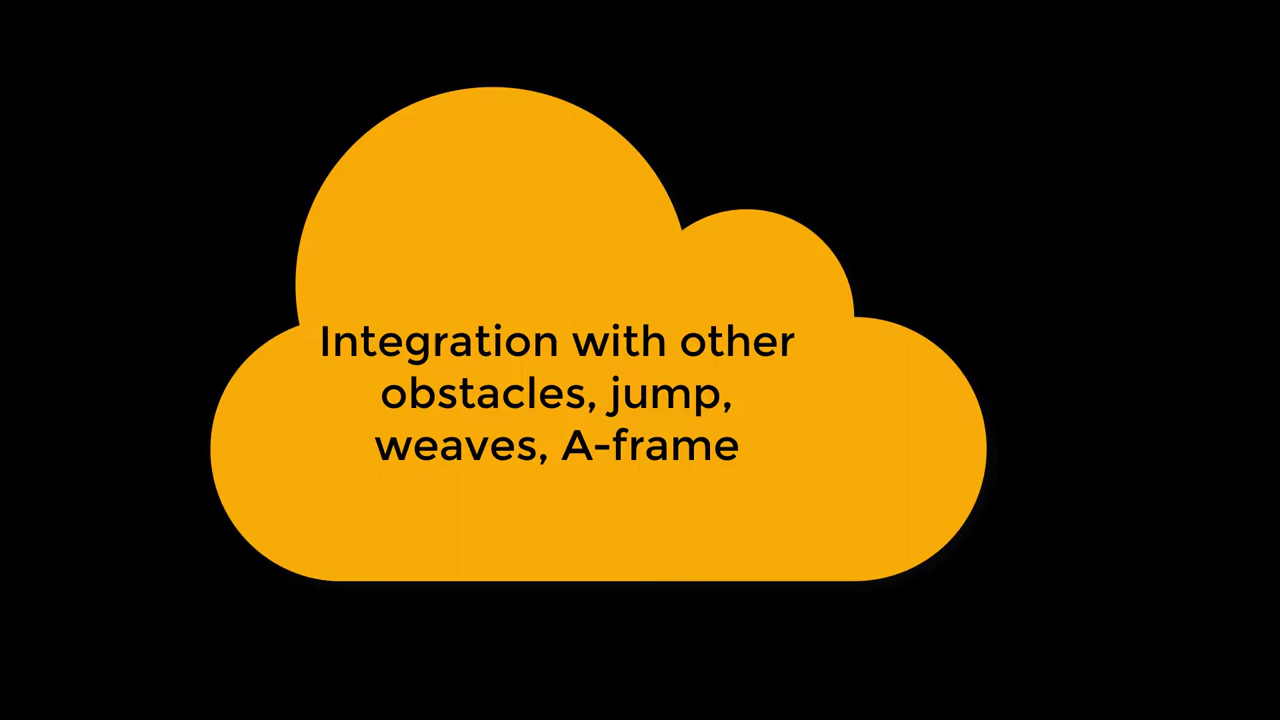 Integration with other
obstacles, jump,
weaves, A-frame